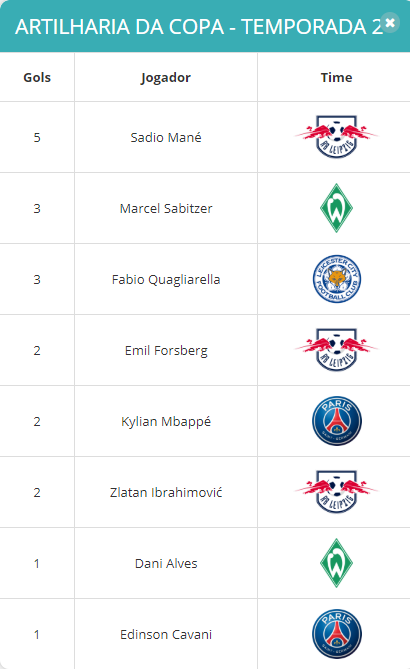 ARTILHARIA DA COPA - TEMPORADA 2
Gols Jogador Time
5 Sadio Mané RB LEIPZIG
3 Marcel Sabitzer W
3 Fabio Quagliarella LEICESTER CITY FOOTBALL CLUB
2 Emil Forsberg RB LEIPZIG
2 Kylian Mbappé PARIS SAINT-GERMAIN
2 Zlatan Ibrahimović RB LEIPZIG
1 Dani Alves W
1 Edinson Cavani PARIS SAINT-GERMAIN